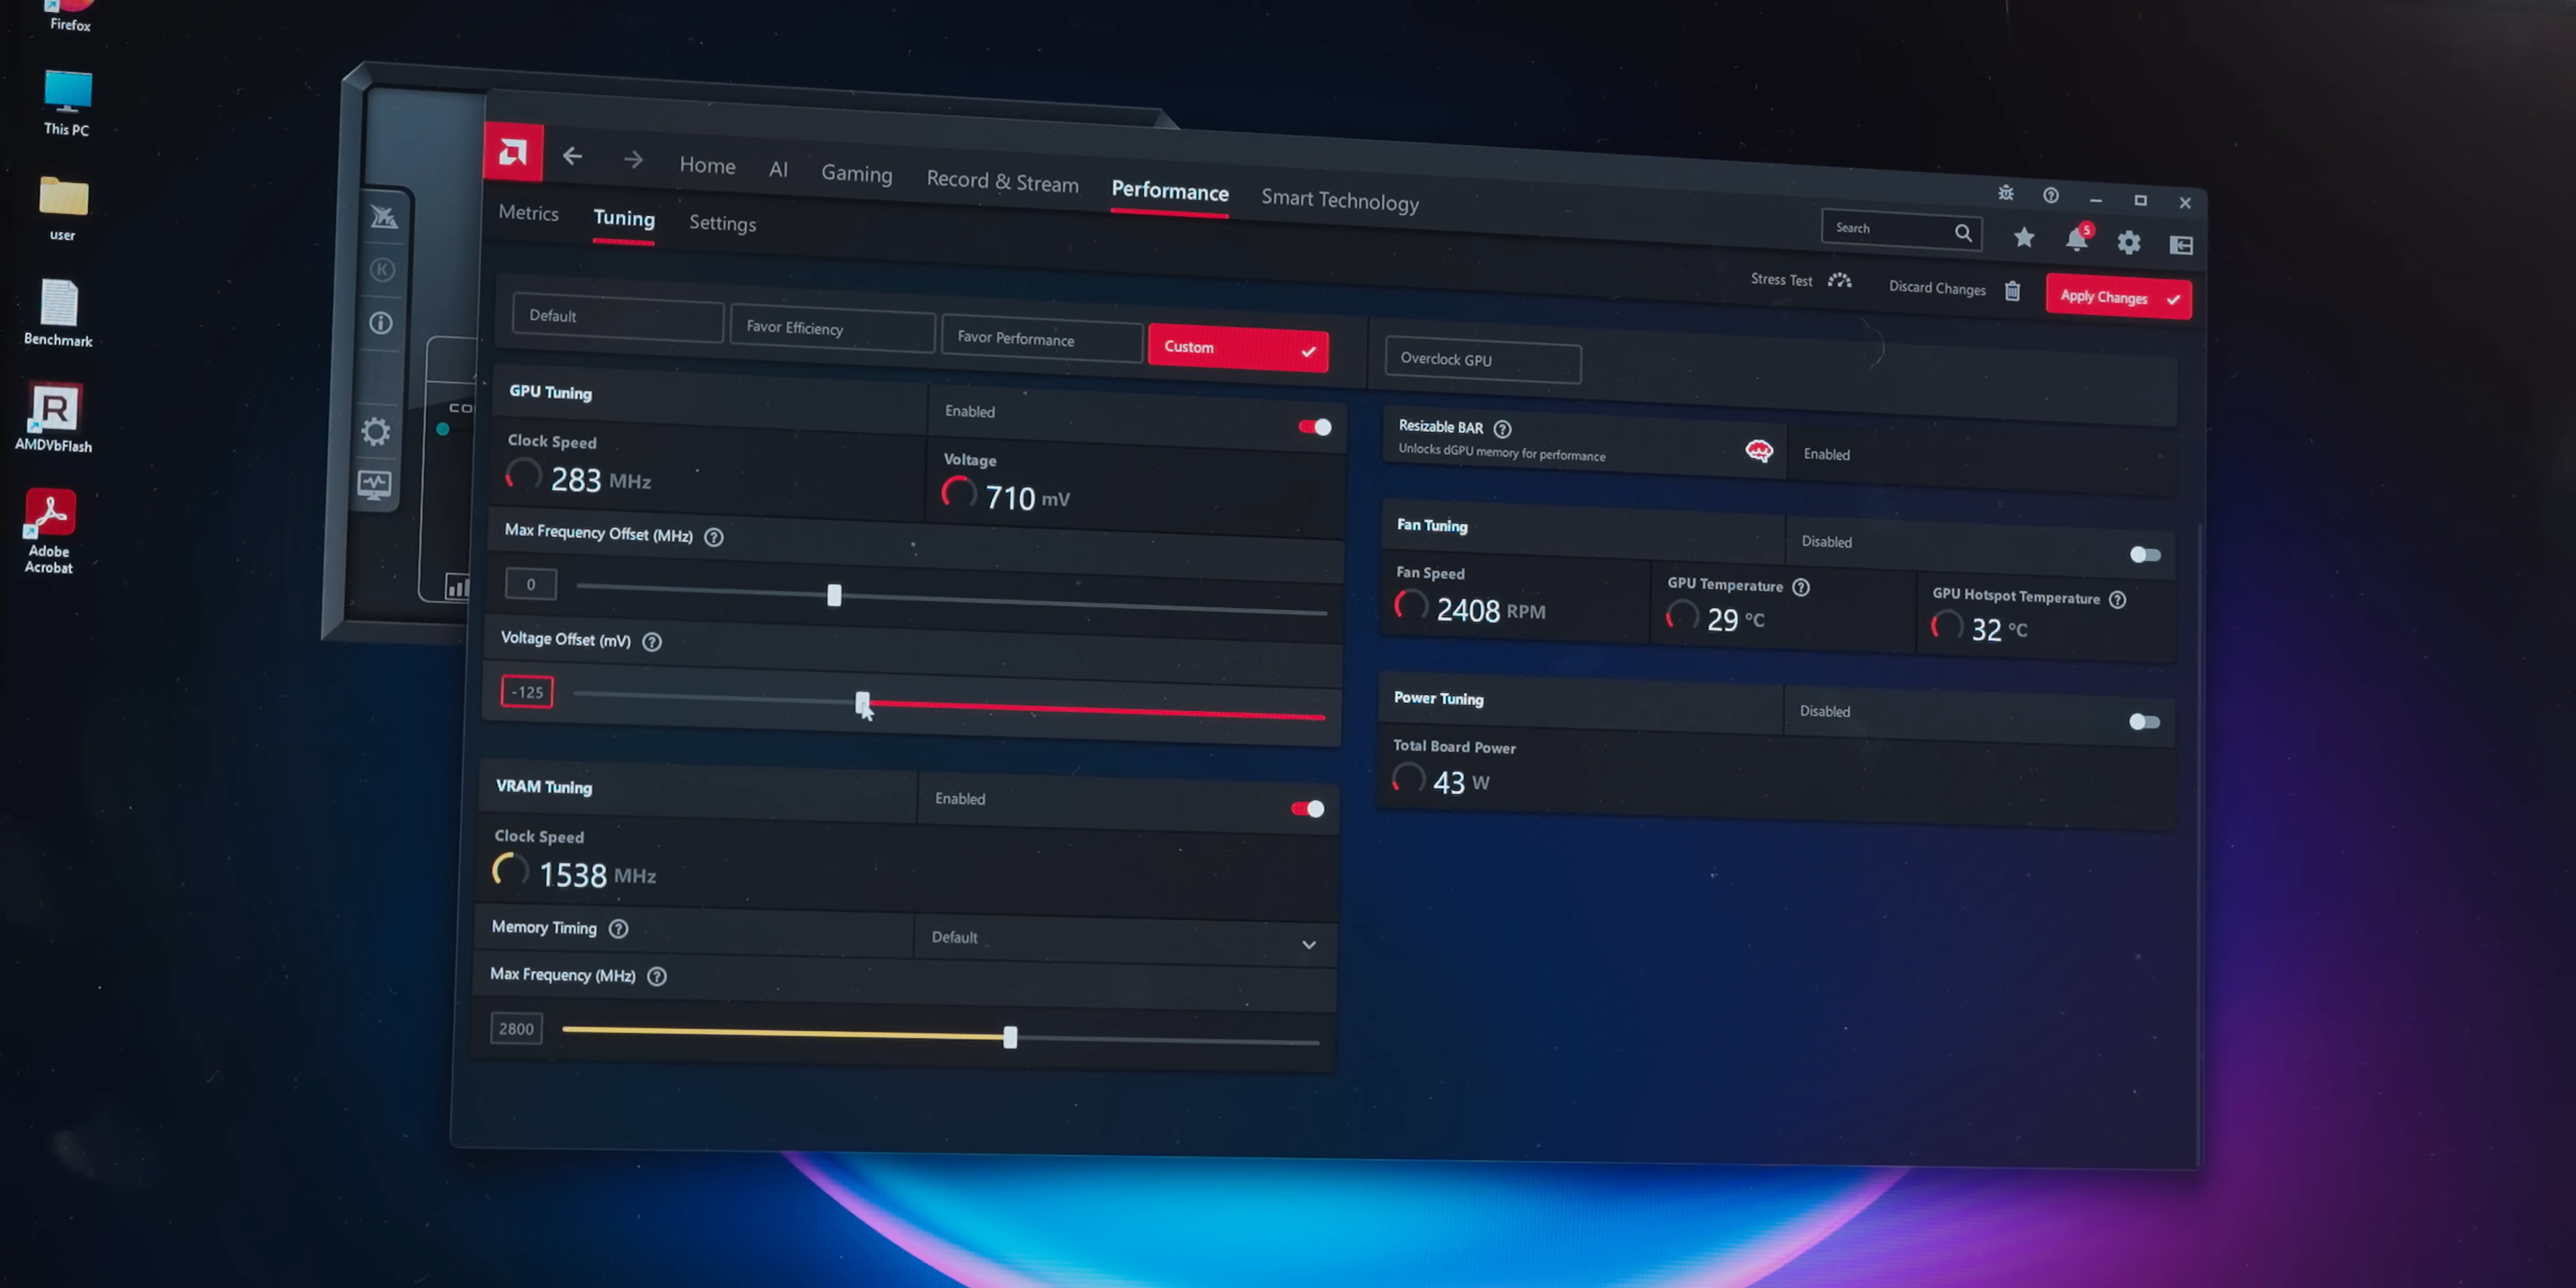 Firefox
This PC
user
Benchmark
R
AMDVbFlash
Adobe
Acrobat
K
CO
Home AI Gaming Record & Stream Performance Smart Technology
Metrics Tuning Settings
Search
5
Stress Test Discard Changes Apply Changes
Default Favor Efficiency Favor Performance Custom Overclock GPU
GPU Tuning Enabled
Clock Speed Voltage
283 MHz 710 mV
Max Frequency Offset (MHz) ?
0
Voltage Offset (mV) ?
-125
VRAM Tuning Enabled
Clock Speed
1538 MHz
Memory Timing ? Default
Max Frequency (MHz) ?
2800
Resizable BAR ? Enabled
Unlocks dGPU memory for performance
Fan Tuning Disabled
Fan Speed GPU Temperature ? GPU Hotspot Temperature ?
2408 RPM 29 °C 32 °C
Power Tuning Disabled
Total Board Power
43 W